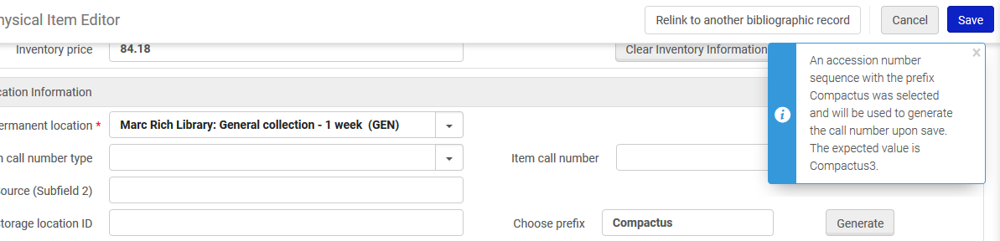 hysical Item Editor
Relink to another bibliographic record
Cancel
Save
Inventory price
84.18
Clear Inventory Information
×
An accession number
sequence with the prefix
Compactus was selected
and will be used to generate
the call number upon save.
The expected value is
Compactus3.
cation Information
ermanent location *
Marc Rich Library: General collection - 1 week (GEN)
n call number type
Item call number
ource (Subfield 2)
torage location ID
Choose prefix
Compactus
Generate